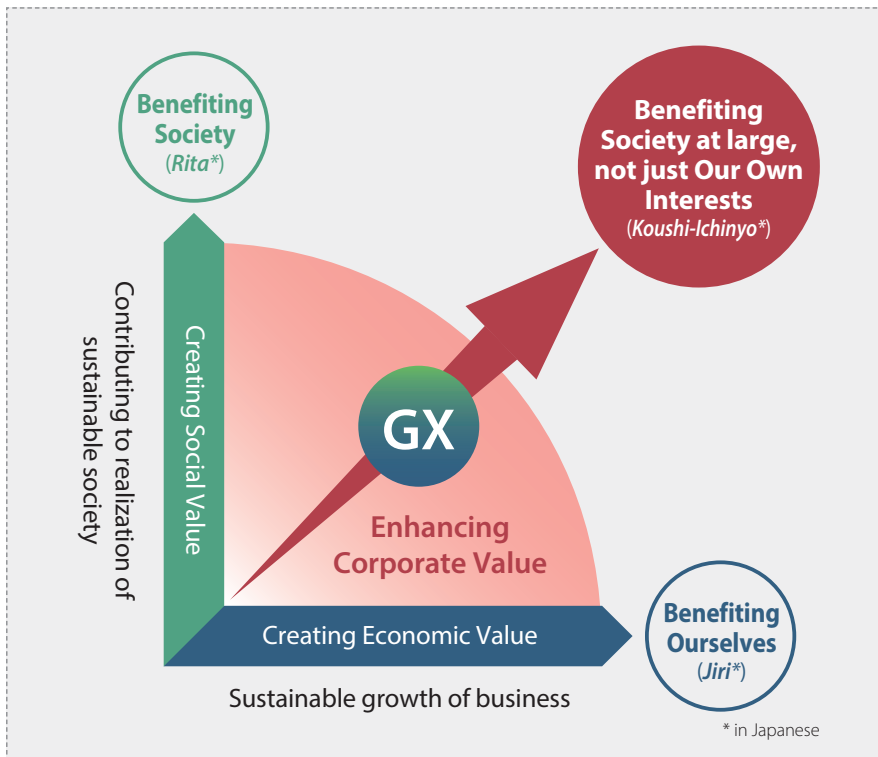 Benefiting
Society
(Rita*)
Benefiting
Society at large,
not just Our Own
Interests
(Koushi-Ichinyo*)
Contributing to realization of
sustainable society
Creating Social Value
GX
Enhancing
Corporate Value
Creating Economic Value
Sustainable growth of business
Benefiting
Ourselves
(Jiri*)
* in Japanese